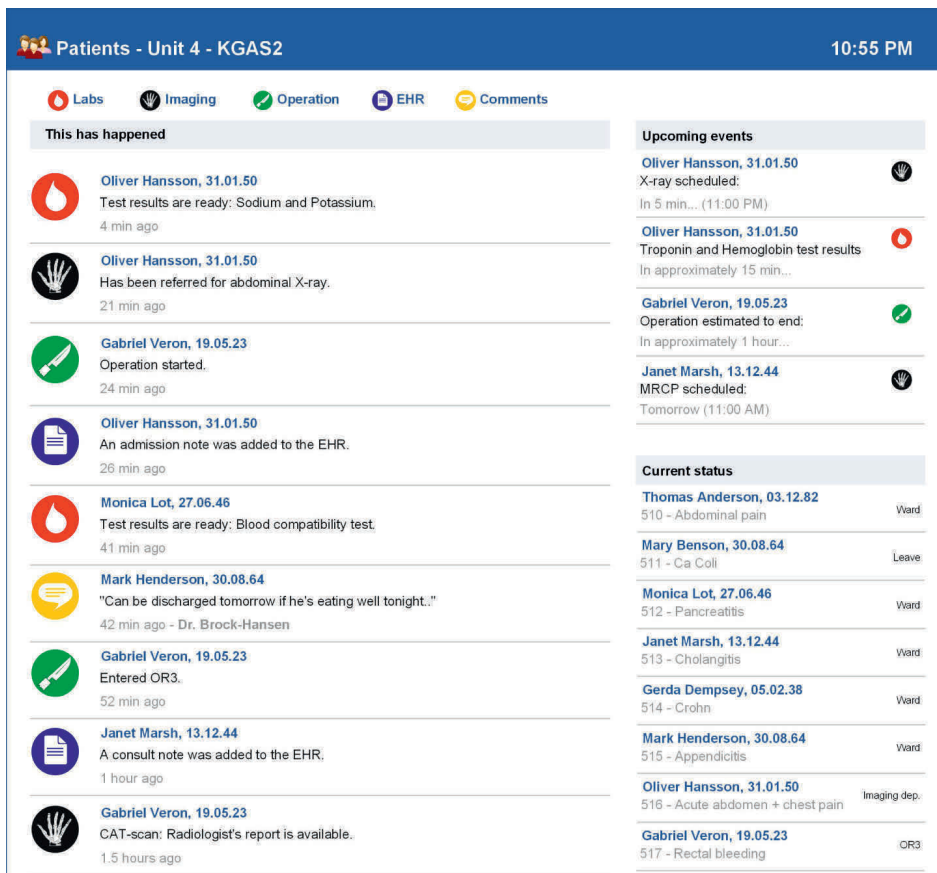 Patients - Unit 4 - KGAS2
10:55 PM
Labs
Imaging
Operation
EHR
Comments
This has happened
Oliver Hansson, 31.01.50
Test results are ready: Sodium and Potassium.
4 min ago
Oliver Hansson, 31.01.50
Has been referred for abdominal X-ray.
21 min ago
Gabriel Veron, 19.05.23
Operation started.
24 min ago
Oliver Hansson, 31.01.50
An admission note was added to the EHR.
26 min ago
Monica Lot, 27.06.46
Test results are ready: Blood compatibility test.
41 min ago
Mark Henderson, 30.08.64
"Can be discharged tomorrow if he's eating well tonight.."
42 min ago - Dr. Brock-Hansen
Gabriel Veron, 19.05.23
Entered OR3.
52 min ago
Janet Marsh, 13.12.44
A consult note was added to the EHR.
1 hour ago
Gabriel Veron, 19.05.23
CAT-scan: Radiologist's report is available.
1.5 hours ago
Upcoming events
Oliver Hansson, 31.01.50
X-ray scheduled:
In 5 min... (11:00 PM)
Oliver Hansson, 31.01.50
Troponin and Hemoglobin test results
In approximately 15 min...
Gabriel Veron, 19.05.23
Operation estimated to end:
In approximately 1 hour...
Janet Marsh, 13.12.44
MRCP scheduled:
Tomorrow (11:00 AM)
Current status
Thomas Anderson, 03.12.82
510 - Abdominal pain
Ward
Mary Benson, 30.08.64
511 - Ca Coli
Leave
Monica Lot, 27.06.46
512 - Pancreatitis
Ward
Janet Marsh, 13.12.44
513 - Cholangitis
Ward
Gerda Dempsey, 05.02.38
514 - Crohn
Ward
Mark Henderson, 30.08.64
515 - Appendicitis
Ward
Oliver Hansson, 31.01.50
516 - Acute abdomen + chest pain
Imaging dep.
Gabriel Veron, 19.05.23
517 - Rectal bleeding
OR3